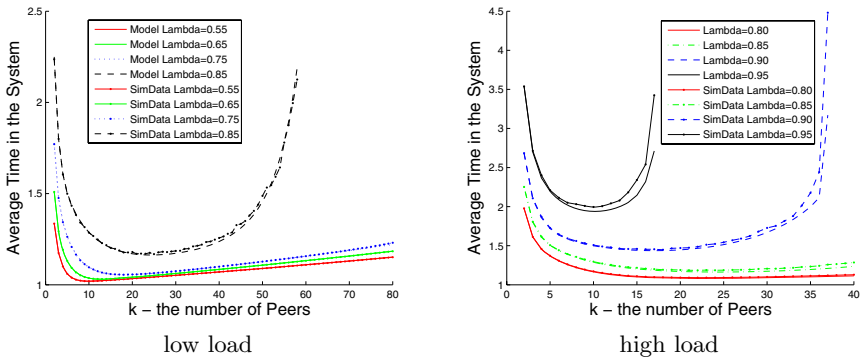 Average Time in the System
2.5
2
1.5
1
0 10 20 30 40 50 60 70 80
k − the number of Peers
Model Lambda=0.55
Model Lambda=0.65
Model Lambda=0.75
Model Lambda=0.85
SimData Lambda=0.55
SimData Lambda=0.65
SimData Lambda=0.75
SimData Lambda=0.85
low load
Average Time in the System
4.5
4
3.5
3
2.5
2
1.5
1
0 5 10 15 20 25 30 35 40
k − the number of Peers
Lambda=0.80
Lambda=0.85
Lambda=0.90
Lambda=0.95
SimData Lambda=0.80
SimData Lambda=0.85
SimData Lambda=0.90
SimData Lambda=0.95
high load